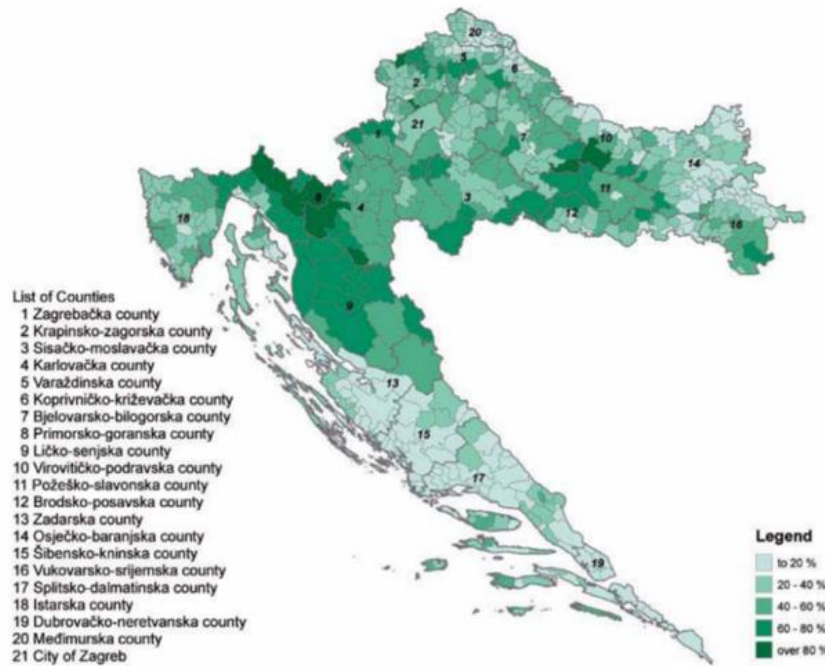 20
5
6
2
21
1
7
10
14
8
4
3
11
12
16
18
9
13
15
17
19
List of Counties
1 Zagrebačka county
2 Krapinsko-zagorska county
3 Sisačko-moslavačka county
4 Karlovačka county
5 Varaždinska county
6 Koprivničko-križevačka county
7 Bjelovarsko-bilogorska county
8 Primorsko-goranska county
9 Ličko-senjska county
10 Virovitičko-podravska county
11 Požeško-slavonska county
12 Brodsko-posavska county
13 Zadarska county
14 Osječko-baranjska county
15 Šibensko-kninska county
16 Vukovarsko-srijemska county
17 Splitsko-dalmatinska county
18 Istarska county
19 Dubrovačko-neretvanska county
20 Međimurska county
21 City of Zagreb
Legend
to 20 %
20 - 40 %
40 - 60 %
60 - 80 %
over 80 %